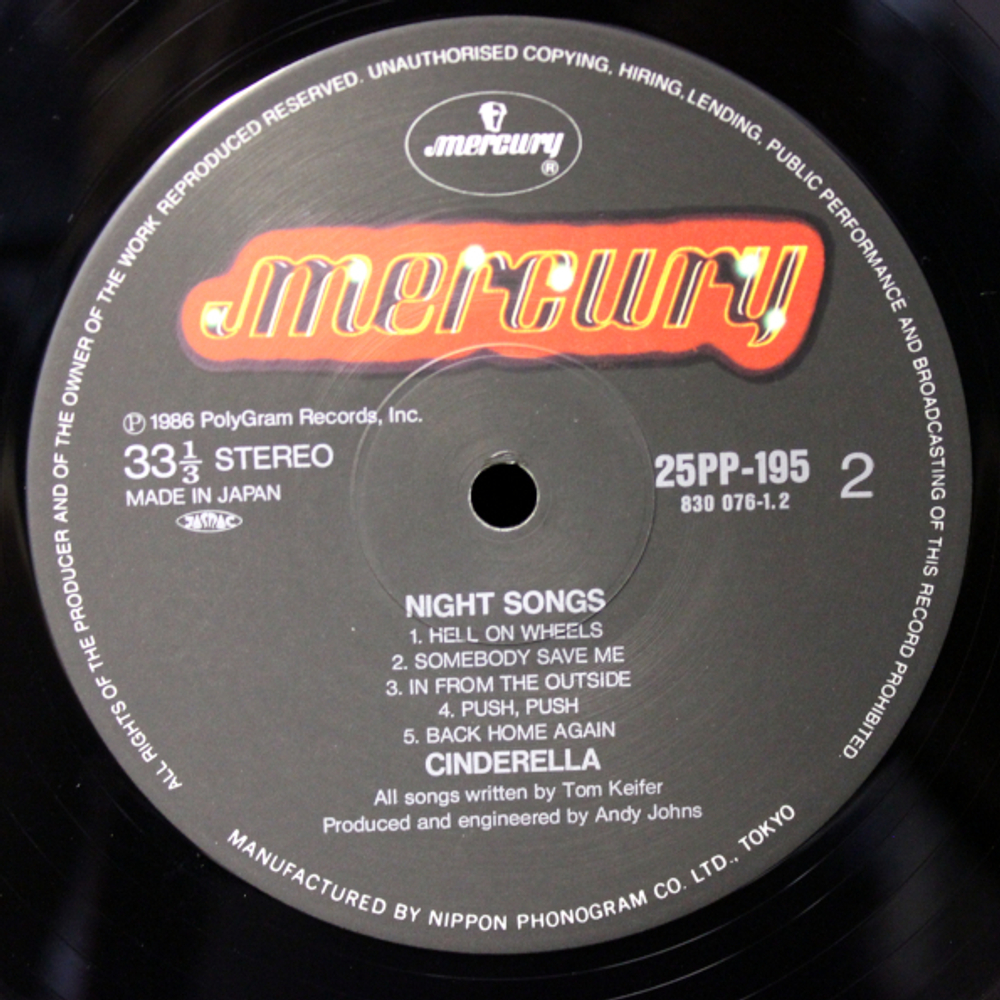 ALL RIGHTS OF THE PRODUCER AND OF THE OWNER OF THE WORK REPRODUCED RESERVED. UNAUTHORISED COPYING, HIRING, LENDING, PUBLIC PERFORMANCE AND BROADCASTING OF THIS RECORD PROHIBITED
mercury
®
mercury
Ⓟ 1986 PolyGram Records, Inc.
33 1/3 STEREO
MADE IN JAPAN
JASRAC
25PP-195 2
830 076-1.2
NIGHT SONGS
1. HELL ON WHEELS
2. SOMEBODY SAVE ME
3. IN FROM THE OUTSIDE
4. PUSH, PUSH
5. BACK HOME AGAIN
CINDERELLA
All songs written by Tom Keifer
Produced and engineered by Andy Johns
MANUFACTURED BY NIPPON PHONOGRAM CO. LTD., TOKYO